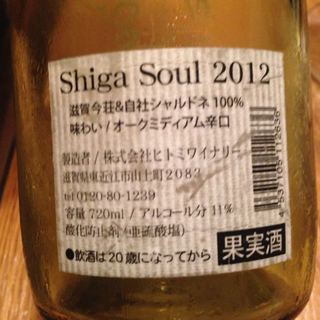 Shiga Soul 2012
滋賀今荘&自社シャルドネ100%
味わい/オークミディアム辛口
製造者/株式会社ヒトミワイナリー
滋賀県東近江市山上町2083
tel 0120-80-1239
容量 720ml / アルコール分 11%
酸化防止剤(亜硫酸塩)
●飲酒は20歳になってから
果実酒
4 537105 112636